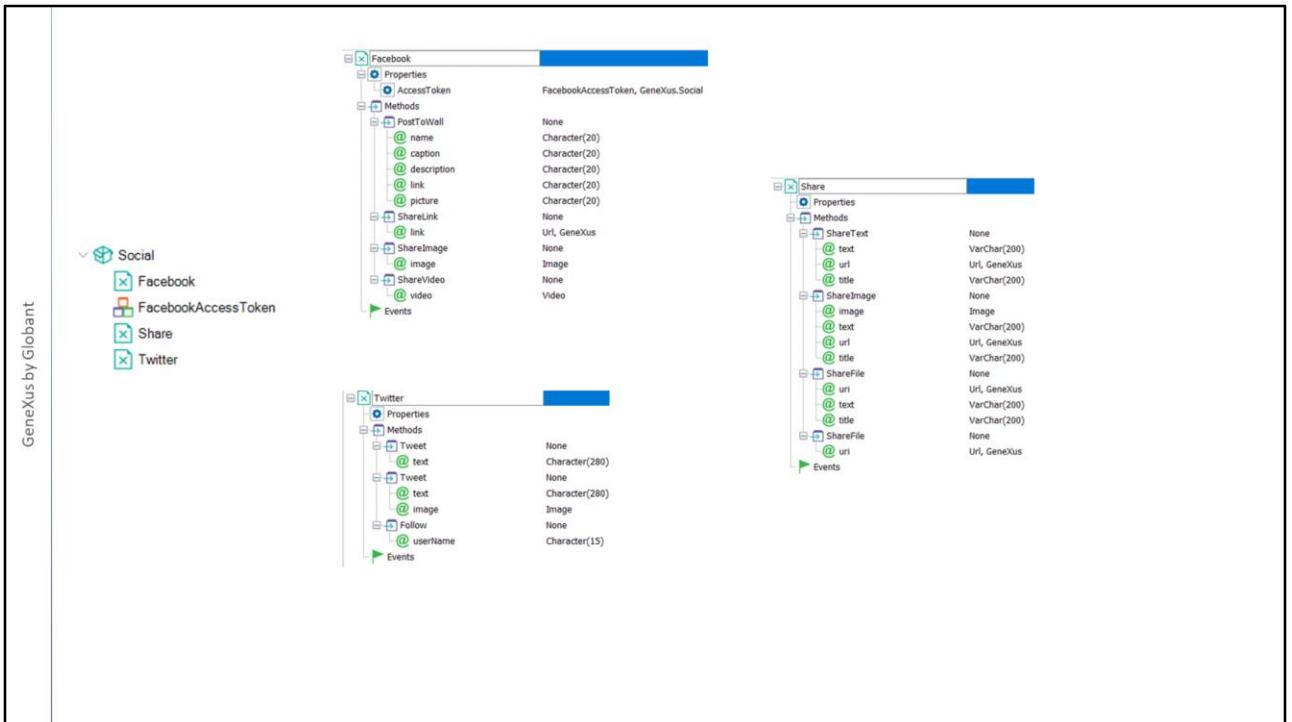 GeneXus by Globant
Social
Facebook
FacebookAccessToken
Share
Twitter
Facebook
Properties
AccessToken FacebookAccessToken, GeneXus.Social
Methods
PostToWall None
name Character(20)
caption Character(20)
description Character(20)
link Character(20)
picture Character(20)
ShareLink None
link Url, GeneXus
ShareImage None
image Image
ShareVideo None
video Video
Events
Twitter
Properties
Methods
Tweet None
text Character(280)
Tweet None
text Character(280)
image Image
Follow None
userName Character(15)
Events
Share
Properties
Methods
ShareText None
text VarChar(200)
url Url, GeneXus
title VarChar(200)
ShareImage None
image Image
text VarChar(200)
url Url, GeneXus
title VarChar(200)
ShareFile None
uri Url, GeneXus
text VarChar(200)
title VarChar(200)
ShareFile None
uri Url, GeneXus
Events